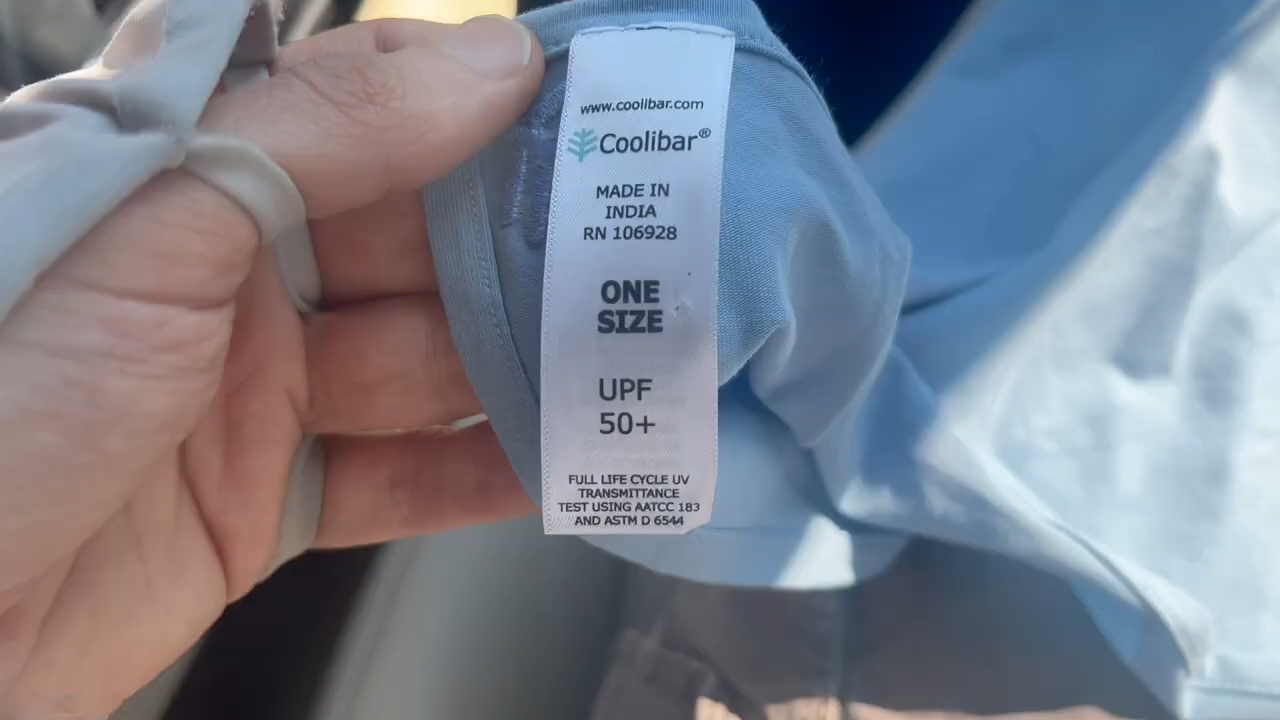 www.coolibar.com
Coolibar®
MADE IN
INDIA
RN 106928
ONE
SIZE
UPF
50+
FULL LIFE CYCLE UV
TRANSMITTANCE
TEST USING AATCC 183
AND ASTM D 6544